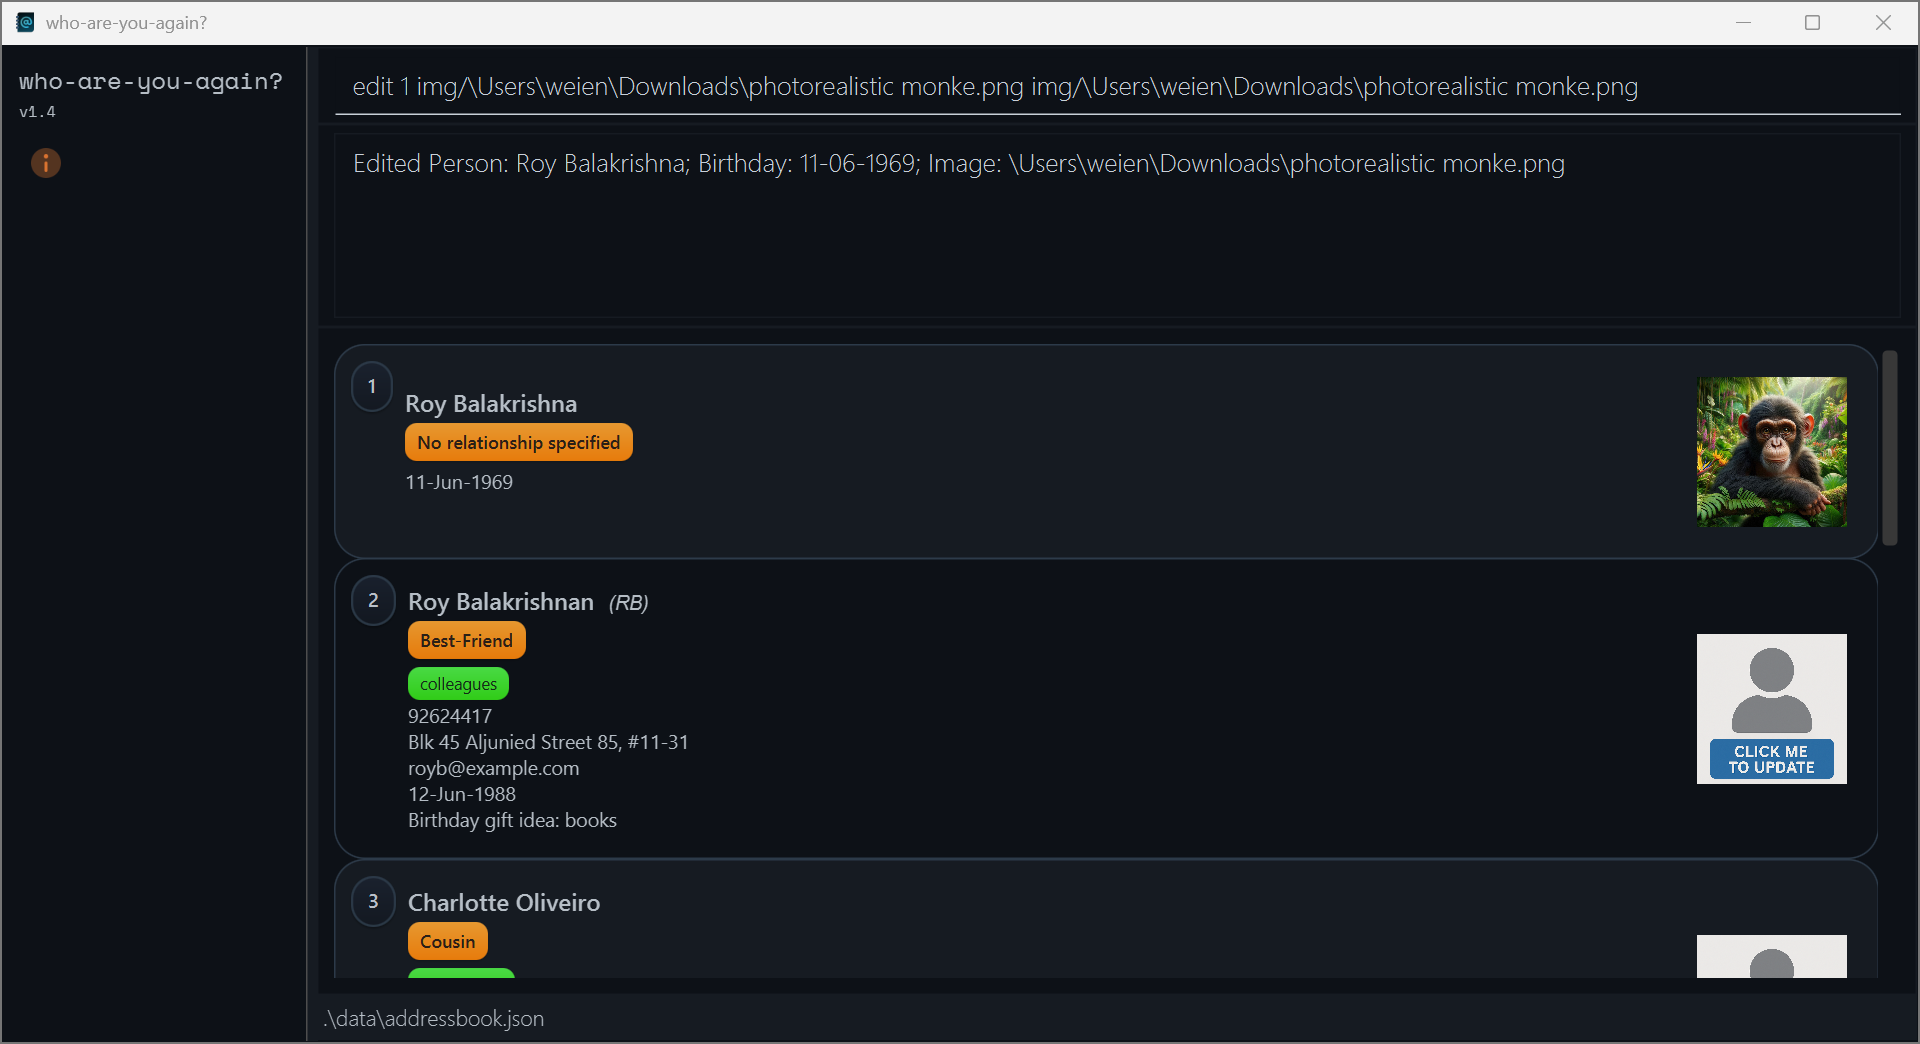 who-are-you-again?
who-are-you-again?
v1.4
edit 1 img/\Users\weien\Downloads\photorealistic monke.png img/\Users\weien\Downloads\photorealistic monke.png
Edited Person: Roy Balakrishna; Birthday: 11-06-1969; Image: \Users\weien\Downloads\photorealistic monke.png
1
Roy Balakrishna
No relationship specified
11-Jun-1969
2
Roy Balakrishnan (RB)
Best-Friend
colleagues
92624417
Blk 45 Aljunied Street 85, #11-31
royb@example.com
12-Jun-1988
Birthday gift idea: books
CLICK ME
TO UPDATE
3
Charlotte Oliveiro
Cousin
.\data\addressbook.json